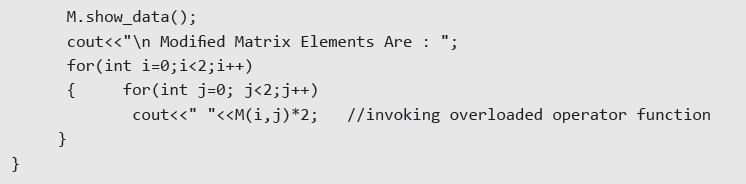 M.show_data();
cout<<"\n Modified Matrix Elements Are : ";
for(int i=0;i<2;i++)
{     for(int j=0; j<2;j++)
cout<<" "<<M(i,j)*2;   //invoking overloaded operator function
}
}